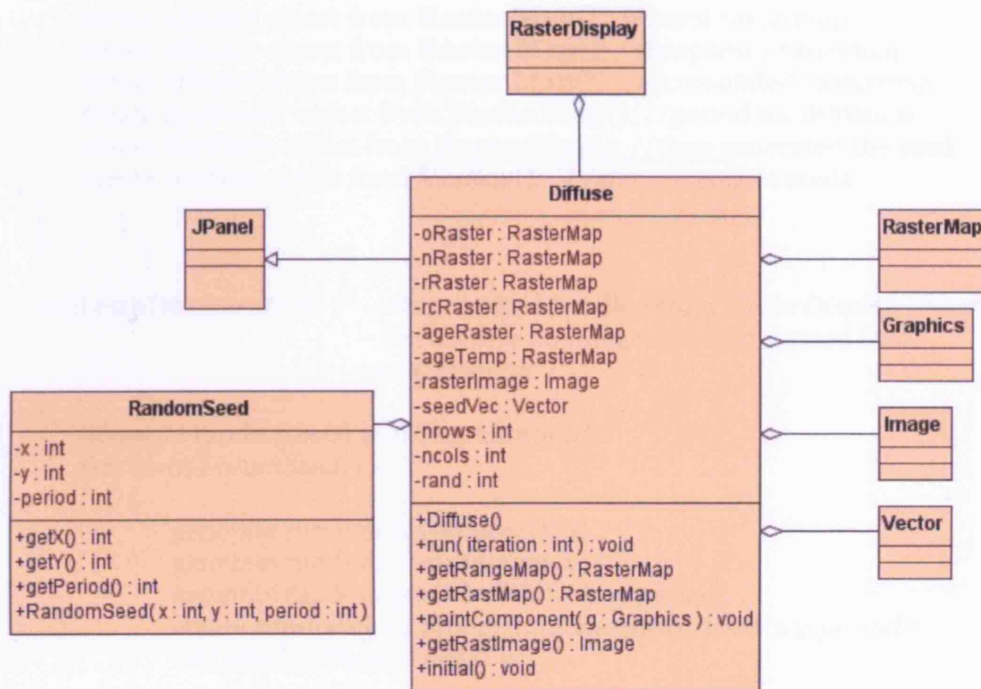 RasterDisplay
Diffuse
-oRaster : RasterMap
-nRaster : RasterMap
-rRaster : RasterMap
-rcRaster : RasterMap
-ageRaster : RasterMap
-ageTemp : RasterMap
-rasterImage : Image
-seedVec : Vector
-nrows : int
-ncols : int
-rand : int
+Diffuse()
+run( iteration : int ) : void
+getRangeMap() : RasterMap
+getRastMap() : RasterMap
+paintComponent( g : Graphics ) : void
+getRastImage() : Image
+initial() : void
JPanel
RandomSeed
-x : int
-y : int
-period : int
+getX() : int
+getY() : int
+getPeriod() : int
+RandomSeed( x : int, y : int, period : int )
RasterMap
Graphics
Image
Vector